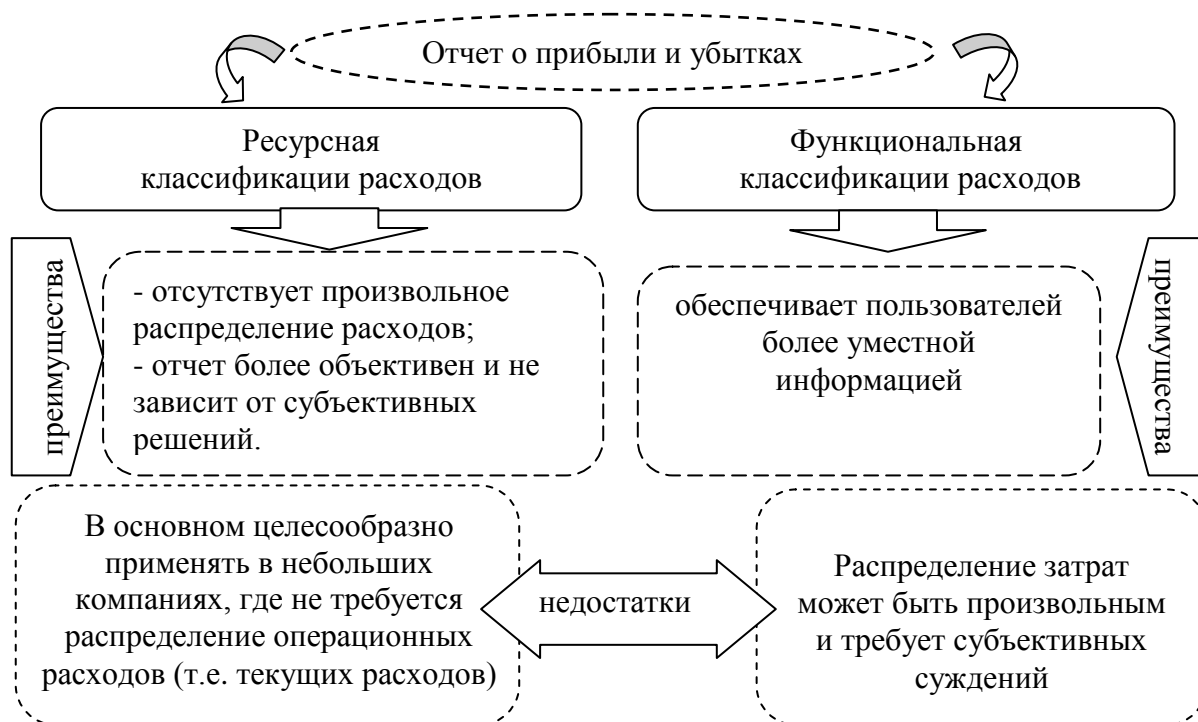 Отчет о прибыли и убытках
Ресурсная
классификации расходов
Функциональная
классификации расходов
преимущества
- отсутствует произвольное
распределение расходов;
- отчет более объективен и не
зависит от субъективных
решений.
обеспечивает пользователей
более уместной
информацией
преимущества
В основном целесообразно
применять в небольших
компаниях, где не требуется
распределение операционных
расходов (т.е. текущих расходов)
недостатки
Распределение затрат
может быть произвольным
и требует субъективных
суждений